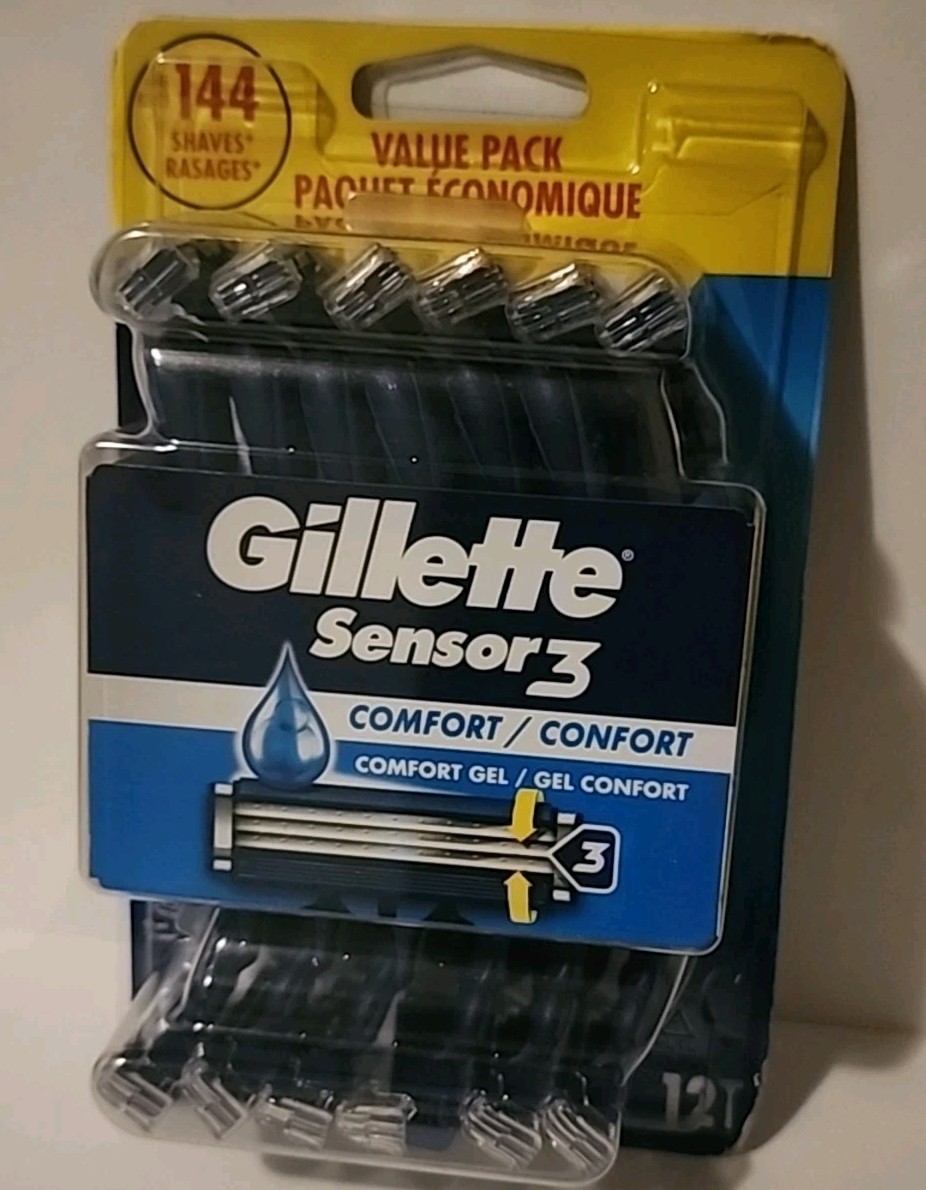 144
SHAVES*
RASAGES*
VALUE PACK
PAQUET ÉCONOMIQUE
Gillette®
Sensor3
COMFORT / CONFORT
COMFORT GEL / GEL CONFORT
3
12